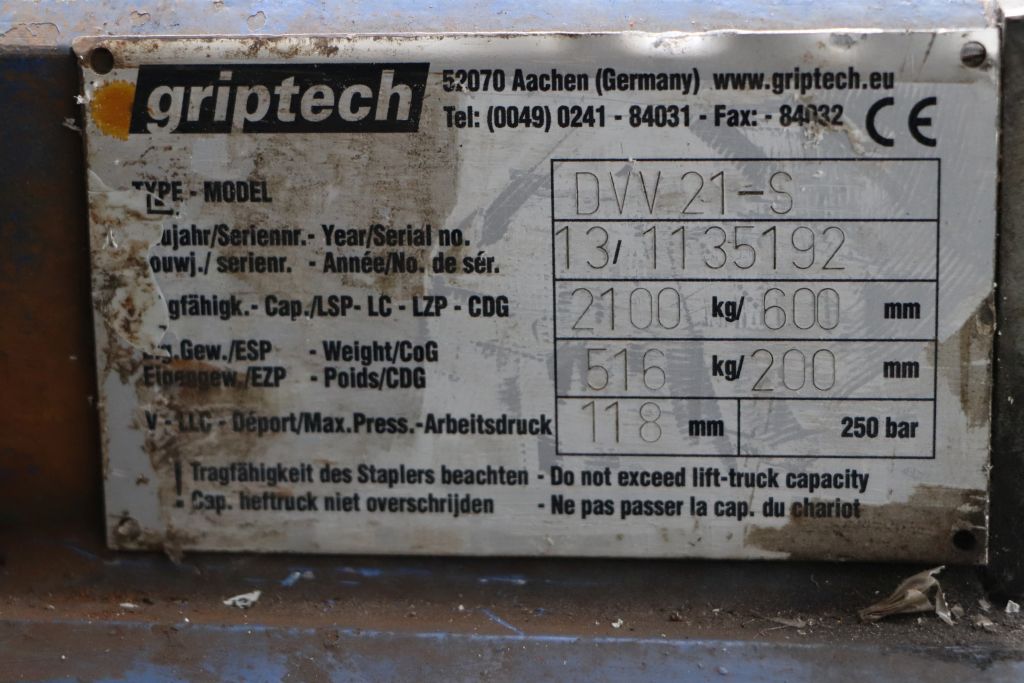 griptech 52070 Aachen (Germany) www.griptech.eu
Tel: (0049) 0241 - 84031 - Fax: - 84032 CE
TYPE - MODEL DVV 21-S
ujahr/Seriennr.- Year/Serial no. 13/ 1135192
ouwj./ serienr. - Année/No. de sér.
gfähigk.- Cap./LSP- LC - LZP - CDG 2100 kg/ 600 mm
Gew./ESP - Weight/CoG 516 kg/ 200 mm
Eigengew./EZP - Poids/CDG
V - LLC - Déport/Max.Press.-Arbeitsdruck 118 mm 250 bar
! Tragfähigkeit des Staplers beachten - Do not exceed lift-truck capacity
- Cap. heftruck niet overschrijden - Ne pas passer la cap. du chariot